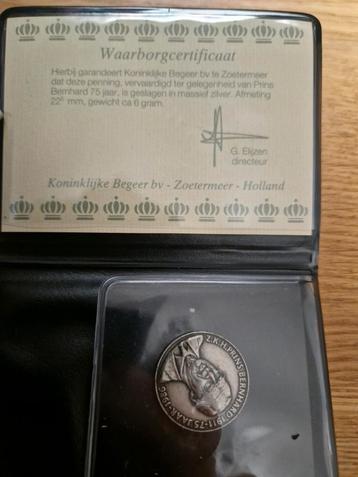 Waarborgcertificaat
Hierbij garandeert Koninklijke Begeer bv te Zoetermeer
dat deze penning, vervaardigd ter gelegenheid van Prins
Bernhard 75 jaar, is geslagen in massief zilver. Afmeting
22⁵ mm, gewicht ca 6 gram.
G. Elijzen
directeur
Koninklijke Begeer bv - Zoetermeer - Holland
Z.K.H. PRINS BERNHARD·1911·75 JAAR·1986